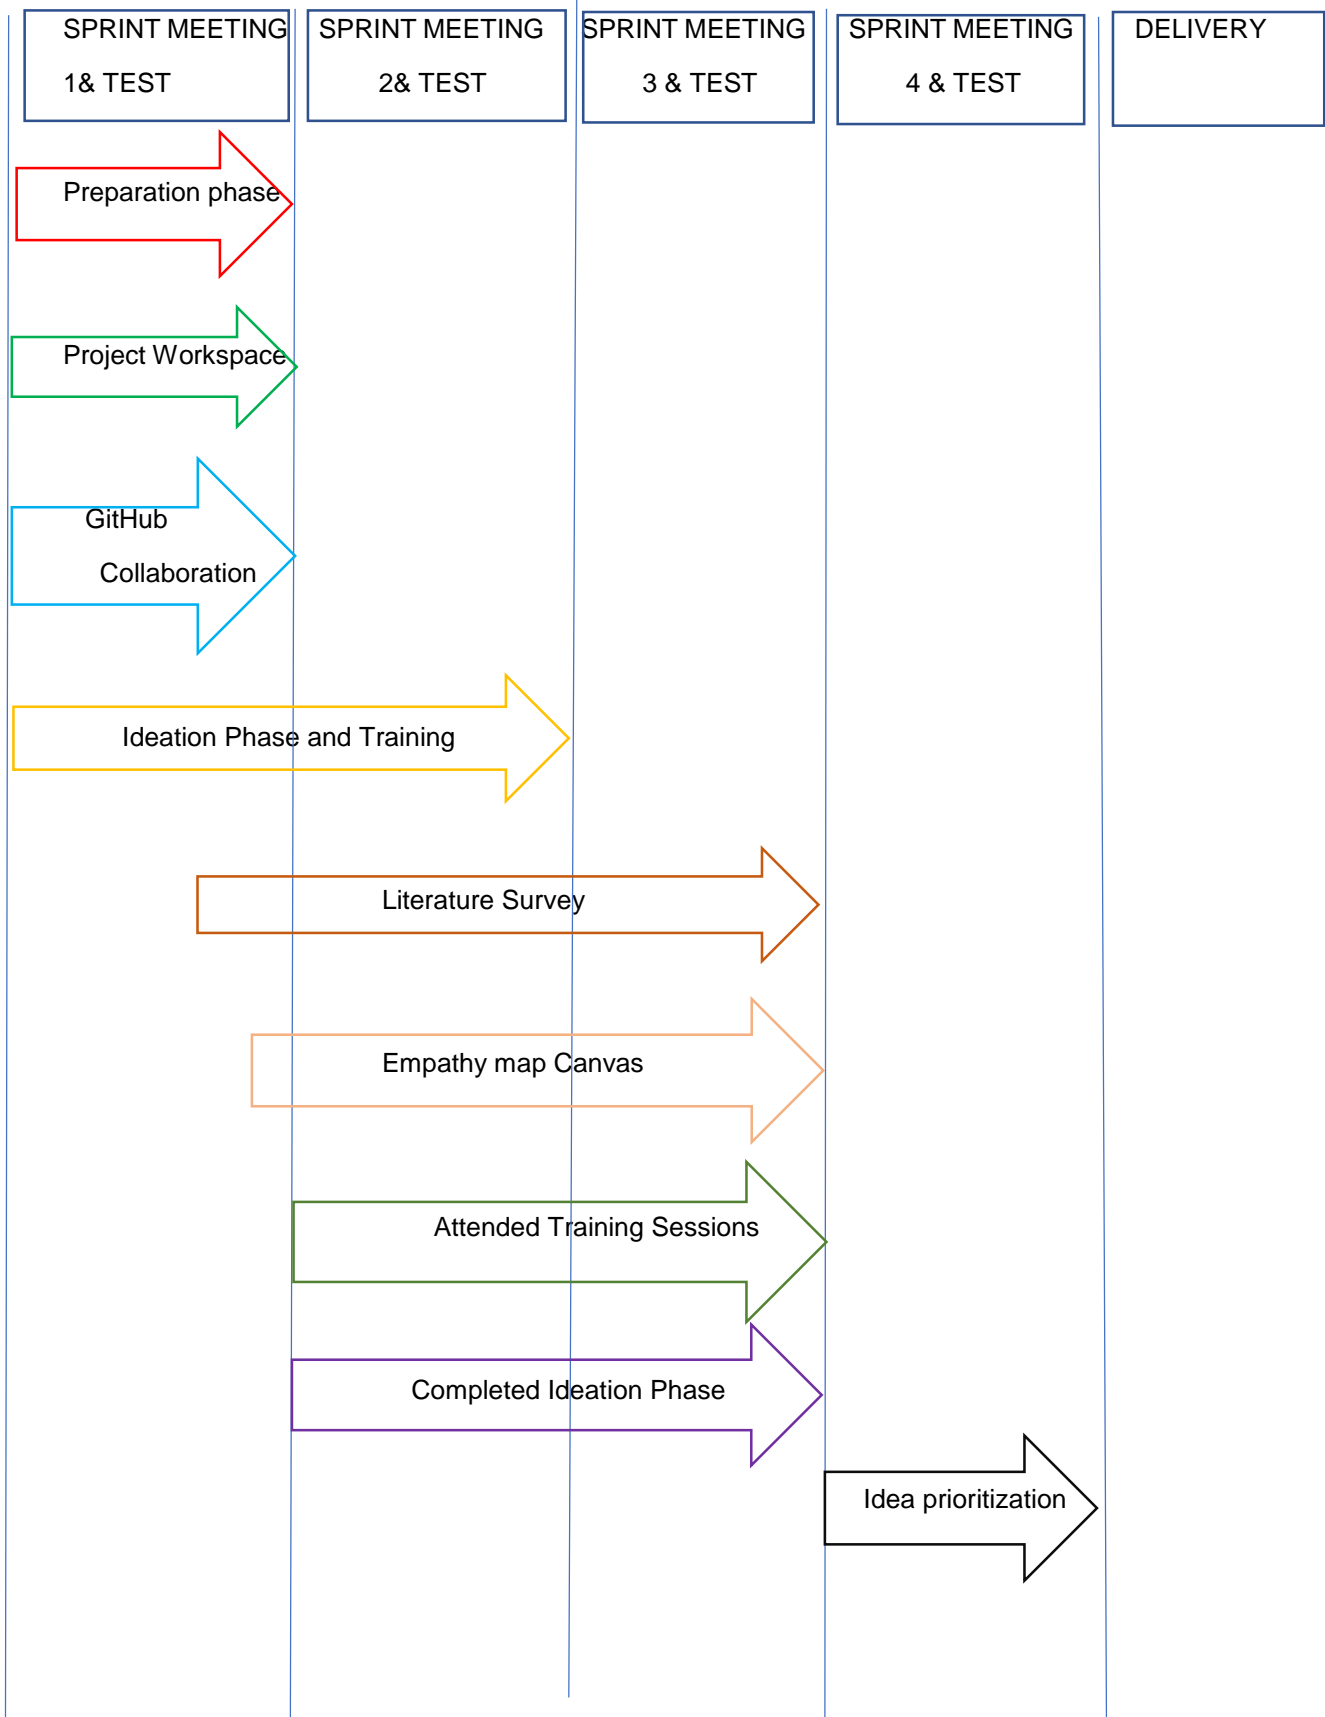 SPRINT MEETING
1& TEST
SPRINT MEETING
2& TEST
SPRINT MEETING
3 & TEST
SPRINT MEETING
4 & TEST
DELIVERY
Preparation phase
Project Workspace
GitHub
Collaboration
Ideation Phase and Training
Literature Survey
Empathy map Canvas
Attended Training Sessions
Completed Ideation Phase
Idea prioritization